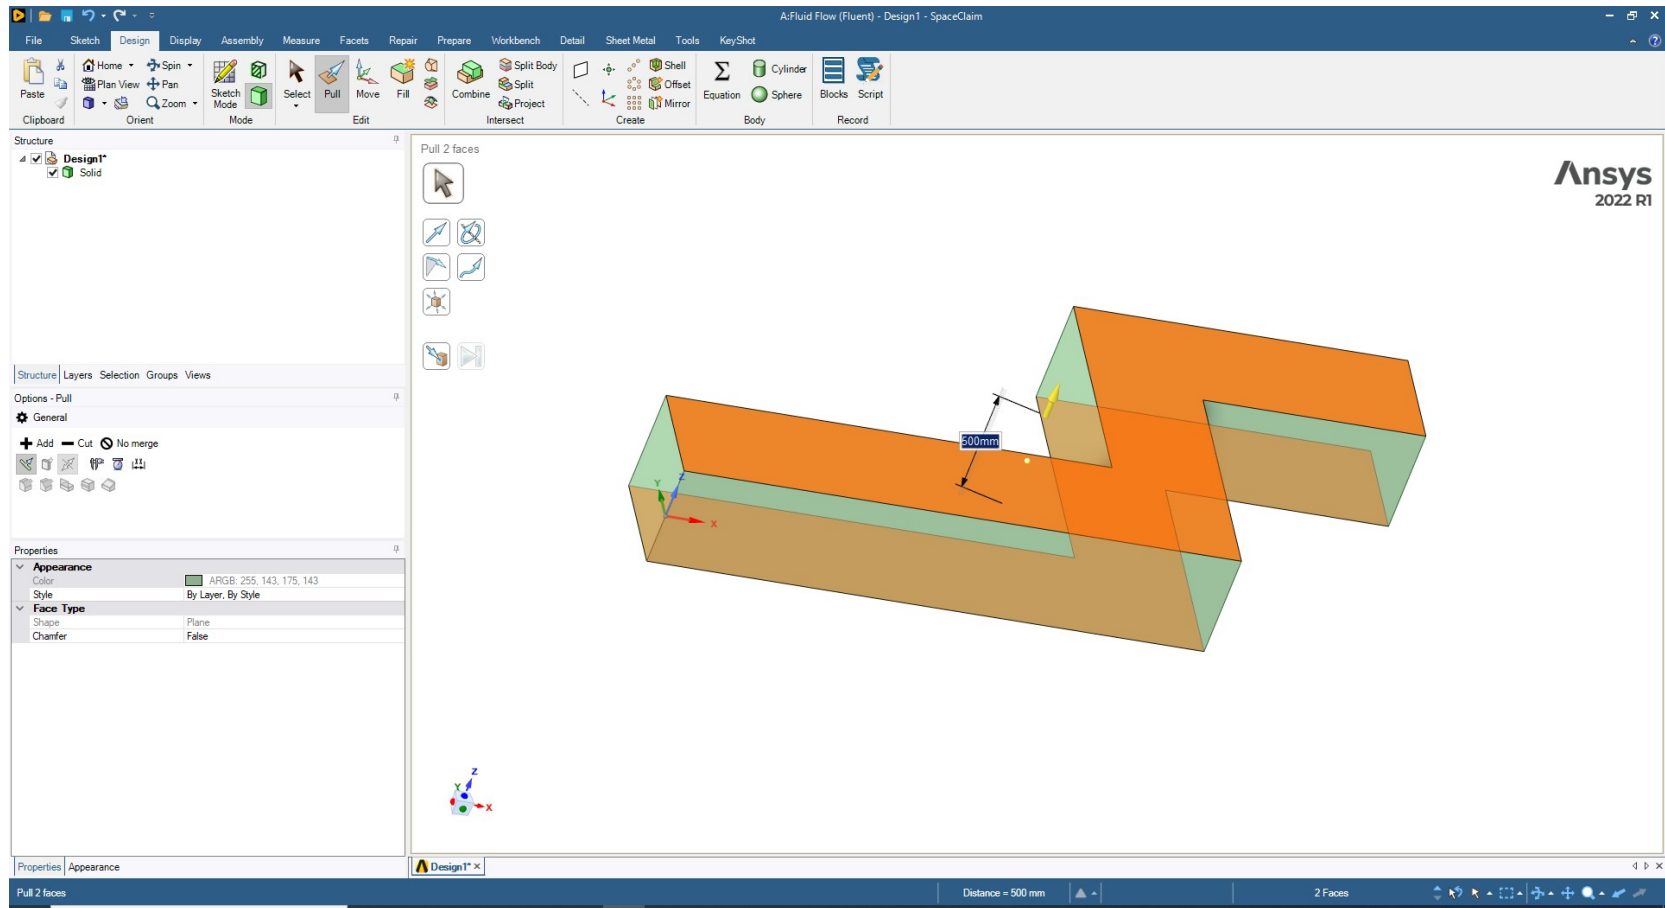 A:Fluid Flow (Fluent) - Design1 - SpaceClaim
File Sketch Design Display Assembly Measure Facets Repair Prepare Workbench Detail Sheet Metal Tools KeyShot
Paste
Clipboard
Home Spin
Plan View Pan
Zoom
Orient
Sketch Mode
Mode
Select Pull Move Fill
Edit
Combine
Split Body
Split
Project
Intersect
Shell
Offset
Mirror
Create
Equation
Cylinder
Sphere
Body
Blocks Script
Record
Structure
Design1*
Solid
Structure Layers Selection Groups Views
Options - Pull
General
Add Cut No merge
Properties
Appearance
Color ARGB: 255, 143, 175, 143
Style By Layer, By Style
Face Type
Shape Plane
Chamfer False
Properties Appearance
Pull 2 faces
Ansys
2022 R1
500mm
Y Z X
Z
Y
X
Design1*
Pull 2 faces Distance = 500 mm 2 Faces